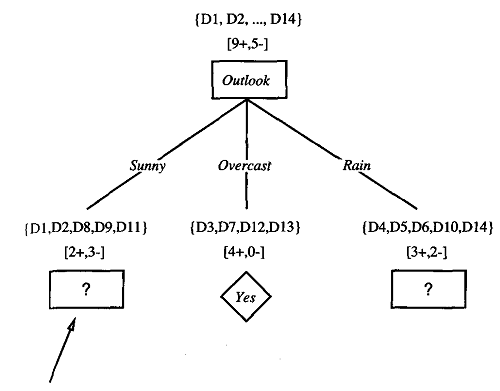 {D1, D2, ..., D14}
[9+,5-]
Outlook
Sunny
Overcast
Rain
{D1,D2,D8,D9,D11}
{D3,D7,D12,D13}
{D4,D5,D6,D10,D14}
[2+,3-]
[4+,0-]
[3+,2-]
?
Yes
?